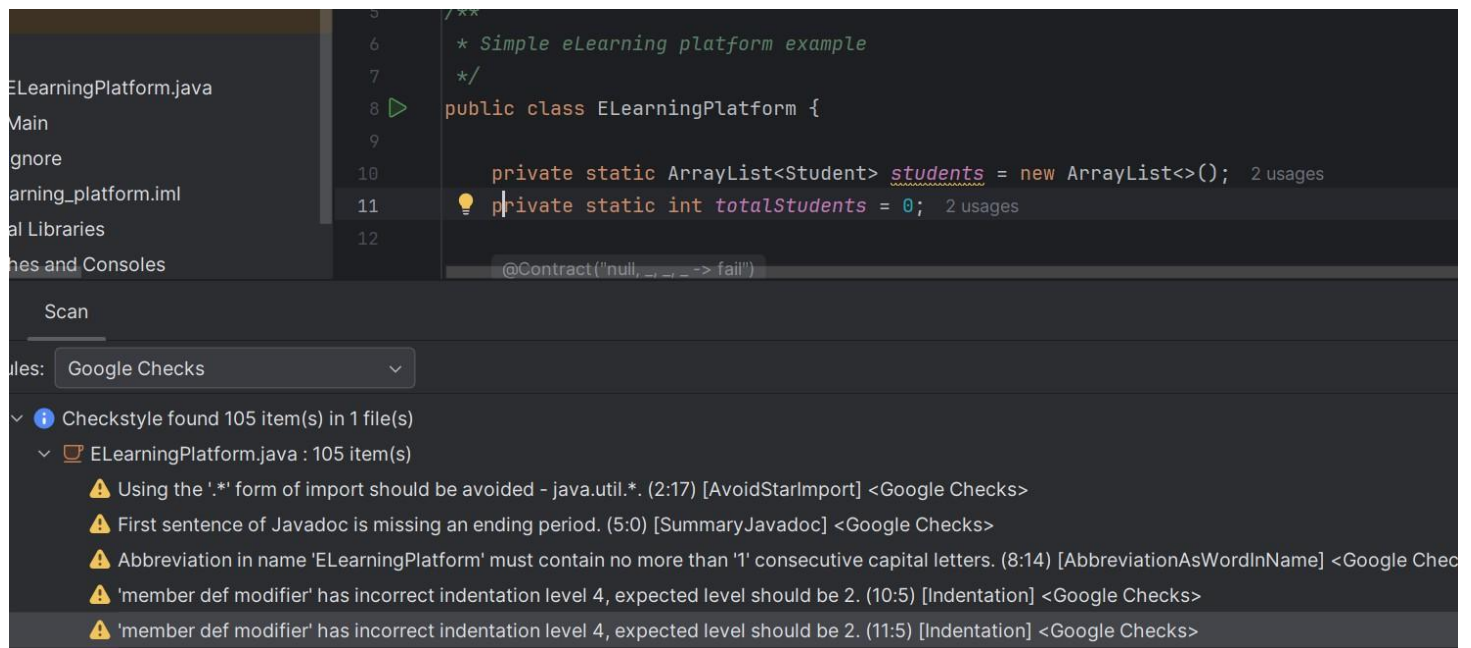 5 /**
6 * Simple eLearning platform example
7 */
ELearningPlatform.java
8 public class ELearningPlatform {
Main
9
gnore
10 private static ArrayList<Student> students = new ArrayList<>(); 2 usages
arning_platform.iml
11 private static int totalStudents = 0; 2 usages
al Libraries
12
hes and Consoles
@Contract("null, _, _, _ -> fail")
Scan
ules: Google Checks
Checkstyle found 105 item(s) in 1 file(s)
ELearningPlatform.java : 105 item(s)
Using the '.*' form of import should be avoided - java.util.*. (2:17) [AvoidStarImport] <Google Checks>
First sentence of Javadoc is missing an ending period. (5:0) [SummaryJavadoc] <Google Checks>
Abbreviation in name 'ELearningPlatform' must contain no more than '1' consecutive capital letters. (8:14) [AbbreviationAsWordInName] <Google Chec
'member def modifier' has incorrect indentation level 4, expected level should be 2. (10:5) [Indentation] <Google Checks>
'member def modifier' has incorrect indentation level 4, expected level should be 2. (11:5) [Indentation] <Google Checks>